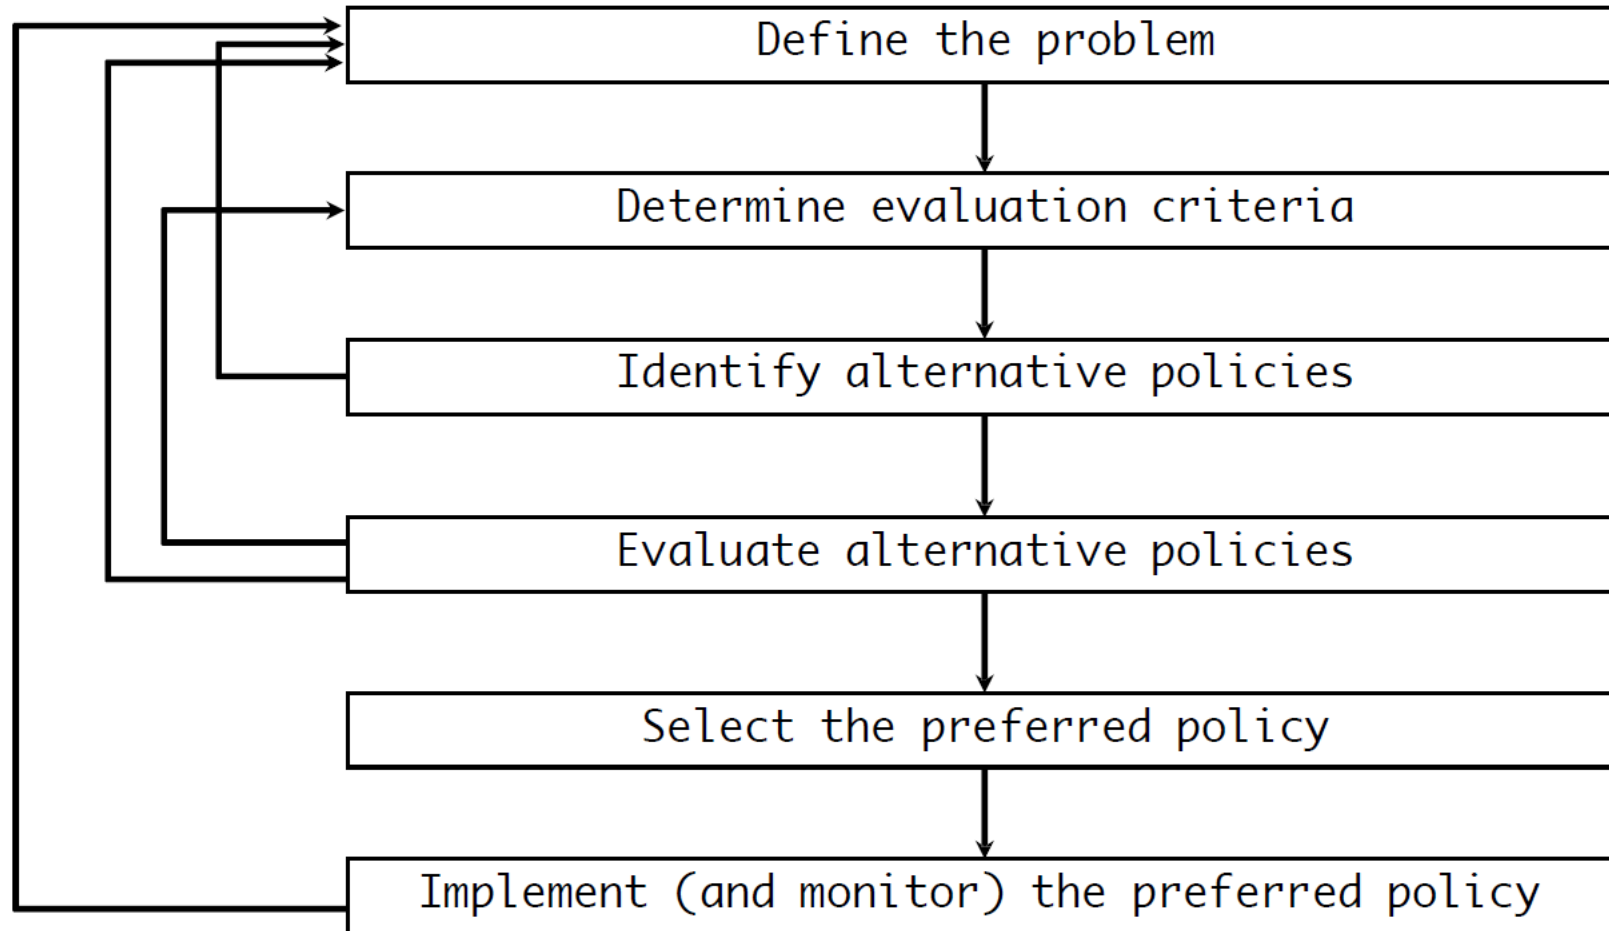 Define the problem
Determine evaluation criteria
Identify alternative policies
Evaluate alternative policies
Select the preferred policy
Implement (and monitor) the preferred policy